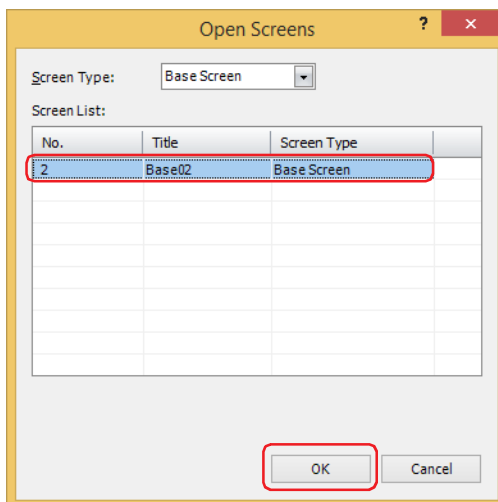 Open Screens ? ×
Screen Type: Base Screen
Screen List:
No. Title Screen Type
2 Base02 Base Screen
OK Cancel